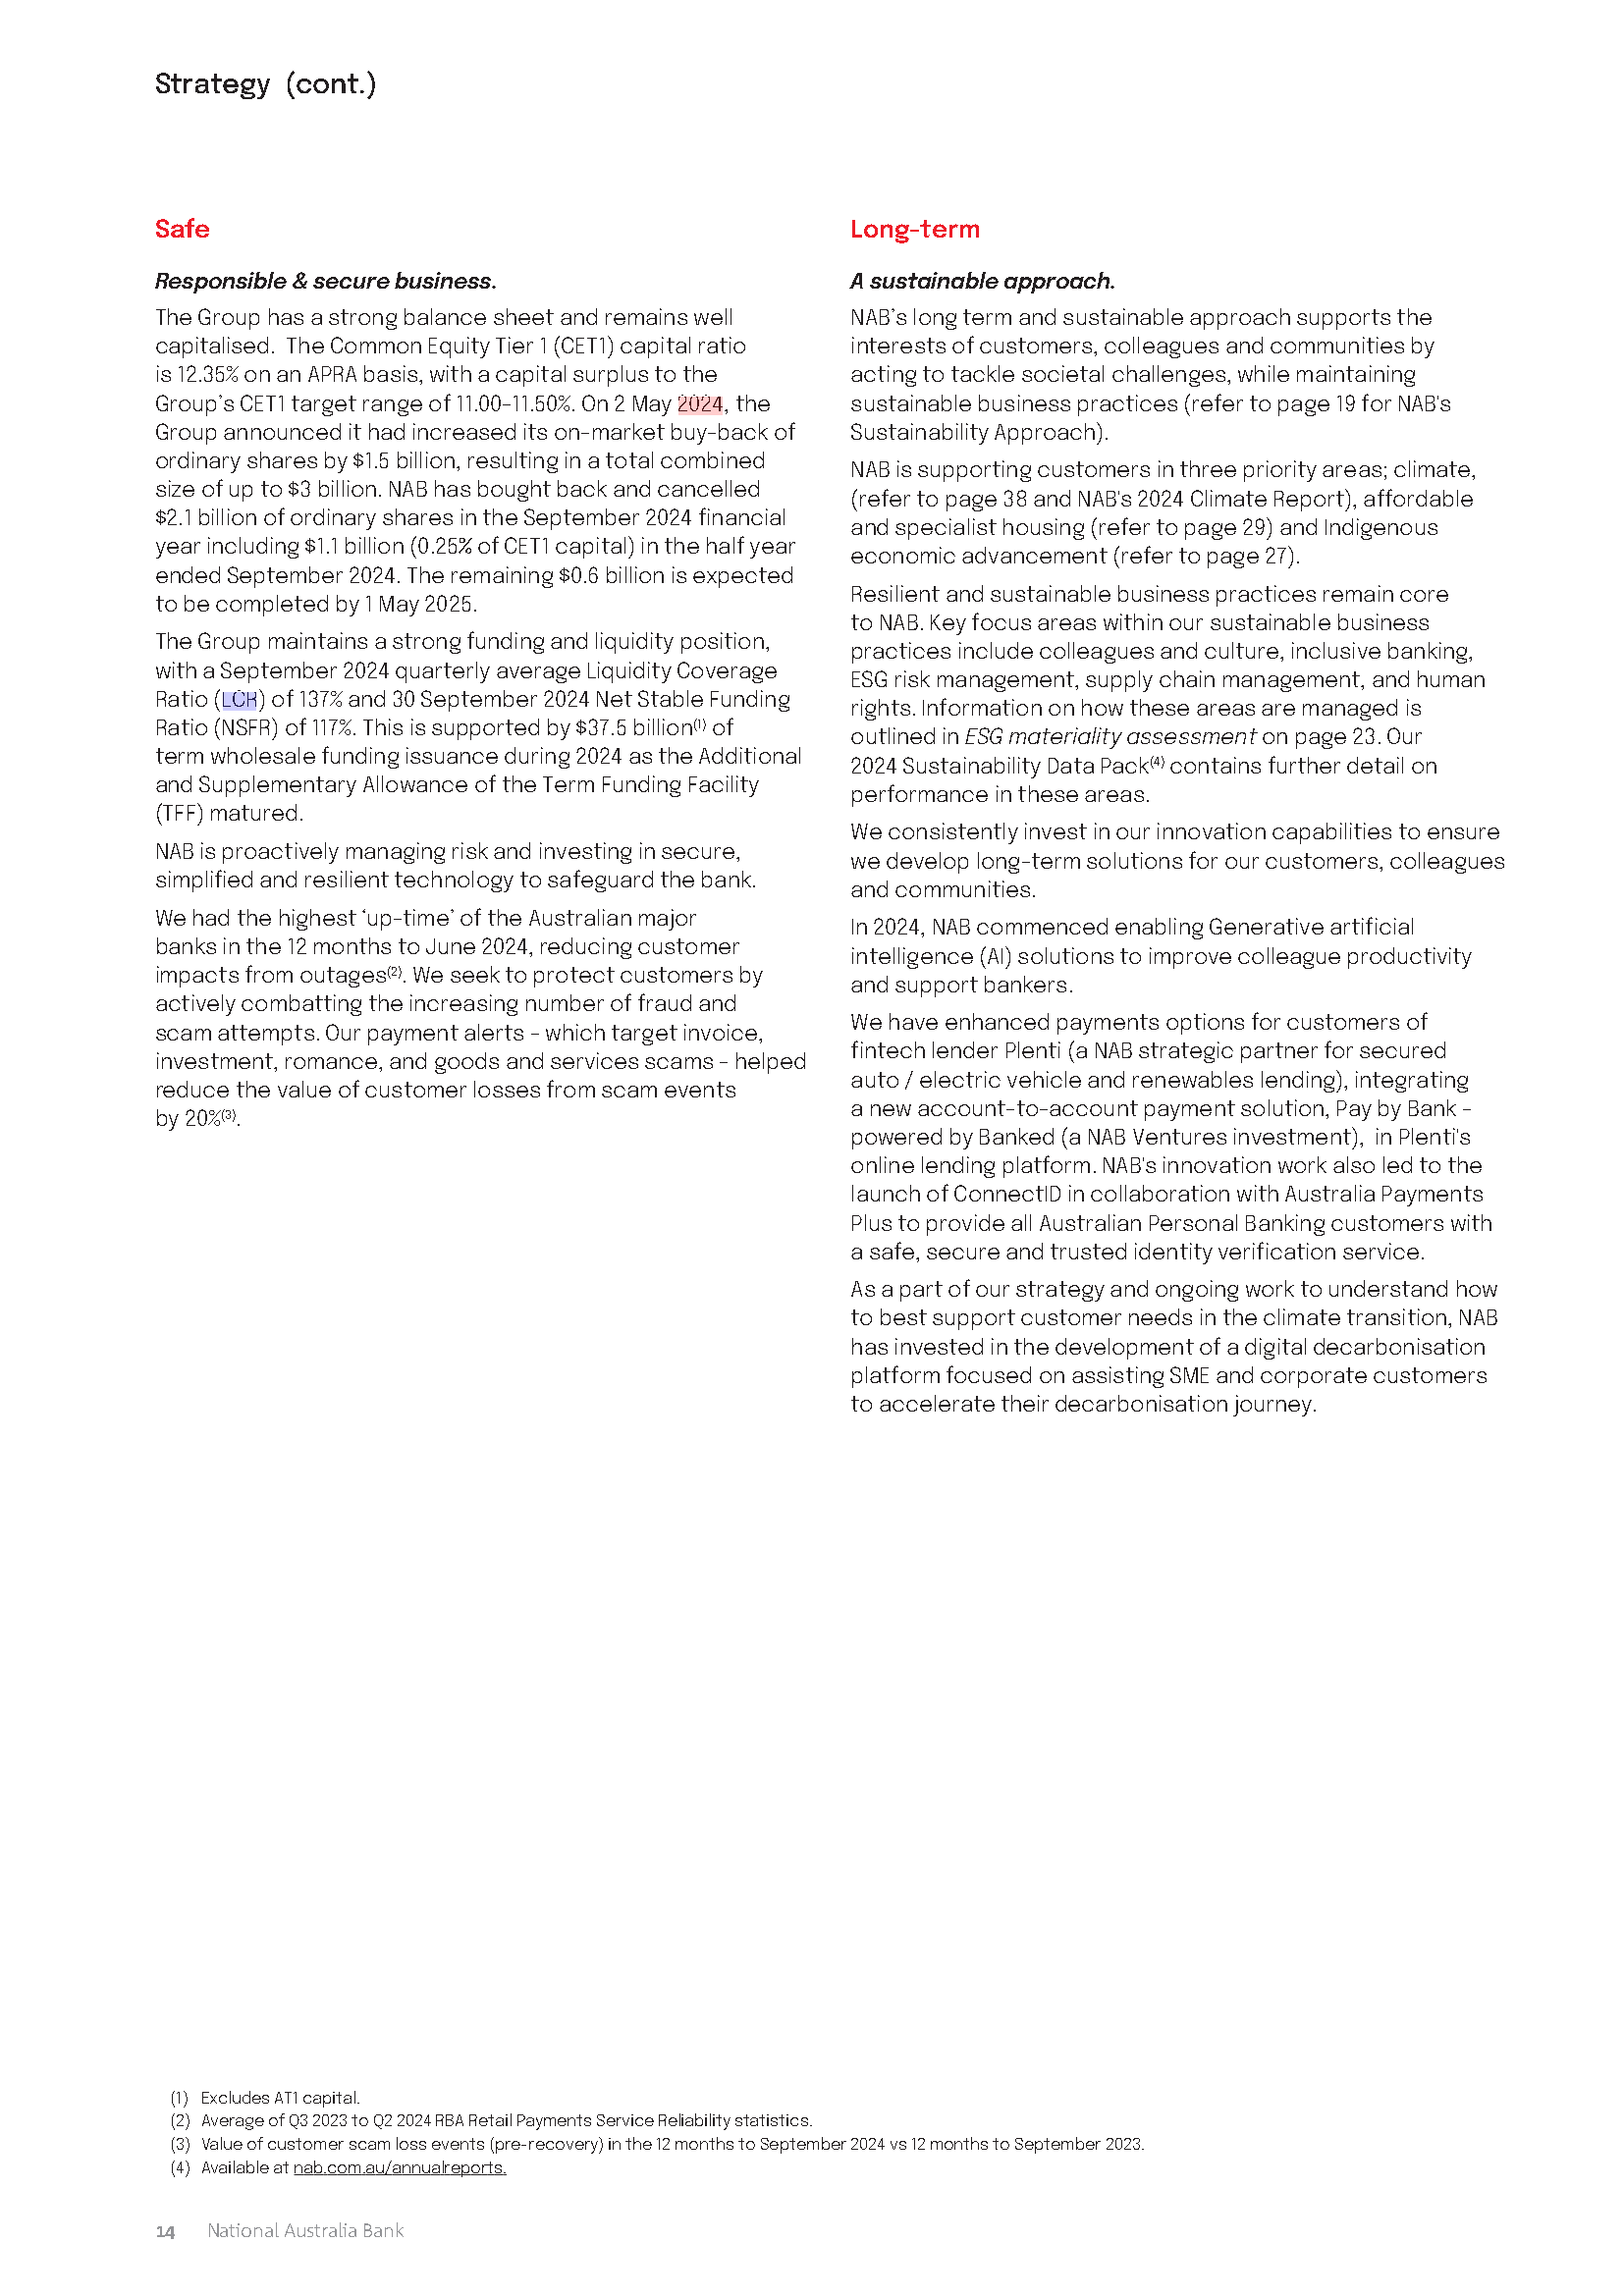 Strategy (cont.)
Safe
Responsible & secure business.
The Group has a strong balance sheet and remains well
capitalised. The Common Equity Tier 1 (CET1) capital ratio
is 12.35% on an APRA basis, with a capital surplus to the
Group's CET1 target range of 11.00-11.50%. On 2 May 2024, the
Group announced it had increased its on-market buy-back of
ordinary shares by $1.5 billion, resulting in a total combined
size of up to $3 billion. NAB has bought back and cancelled
$2.1 billion of ordinary shares in the September 2024 financial
year including $1.1 billion (0.25% of CET1 capital) in the half year
ended September 2024. The remaining $0.6 billion is expected
to be completed by 1 May 2025.
The Group maintains a strong funding and liquidity position,
with a September 2024 quarterly average Liquidity Coverage
Ratio (LCR) of 137% and 30 September 2024 Net Stable Funding
Ratio (NSFR) of 117%. This is supported by $37.5 billion(1) of
term wholesale funding issuance during 2024 as the Additional
and Supplementary Allowance of the Term Funding Facility
(TFF) matured.
NAB is proactively managing risk and investing in secure,
simplified and resilient technology to safeguard the bank.
We had the highest 'up-time' of the Australian major
banks in the 12 months to June 2024, reducing customer
impacts from outages(2). We seek to protect customers by
actively combatting the increasing number of fraud and
scam attempts. Our payment alerts - which target invoice,
investment, romance, and goods and services scams - helped
reduce the value of customer losses from scam events
by 20%(3).
Long-term
A sustainable approach.
NAB's long term and sustainable approach supports the
interests of customers, colleagues and communities by
acting to tackle societal challenges, while maintaining
sustainable business practices (refer to page 19 for NAB's
Sustainability Approach).
NAB is supporting customers in three priority areas; climate,
(refer to page 38 and NAB's 2024 Climate Report), affordable
and specialist housing (refer to page 29) and Indigenous
economic advancement (refer to page 27).
Resilient and sustainable business practices remain core
to NAB. Key focus areas within our sustainable business
practices include colleagues and culture, inclusive banking,
ESG risk management, supply chain management, and human
rights. Information on how these areas are managed is
outlined in ESG materiality assessment on page 23. Our
2024 Sustainability Data Pack(4) contains further detail on
performance in these areas.
We consistently invest in our innovation capabilities to ensure
we develop long-term solutions for our customers, colleagues
and communities.
In 2024, NAB commenced enabling Generative artificial
intelligence (AI) solutions to improve colleague productivity
and support bankers.
We have enhanced payments options for customers of
fintech lender Plenti (a NAB strategic partner for secured
auto / electric vehicle and renewables lending), integrating
a new account-to-account payment solution, Pay by Bank -
powered by Banked (a NAB Ventures investment), in Plenti's
online lending platform. NAB's innovation work also led to the
launch of ConnectID in collaboration with Australia Payments
Plus to provide all Australian Personal Banking customers with
a safe, secure and trusted identity verification service.
As a part of our strategy and ongoing work to understand how
to best support customer needs in the climate transition, NAB
has invested in the development of a digital decarbonisation
platform focused on assisting SME and corporate customers
to accelerate their decarbonisation journey.
(1) Excludes AT1 capital.
(2) Average of Q3 2023 to Q2 2024 RBA Retail Payments Service Reliability statistics.
(3) Value of customer scam loss events (pre-recovery) in the 12 months to September 2024 vs 12 months to September 2023.
(4) Available at nab.com.au/annualreports.
14 National Australia Bank